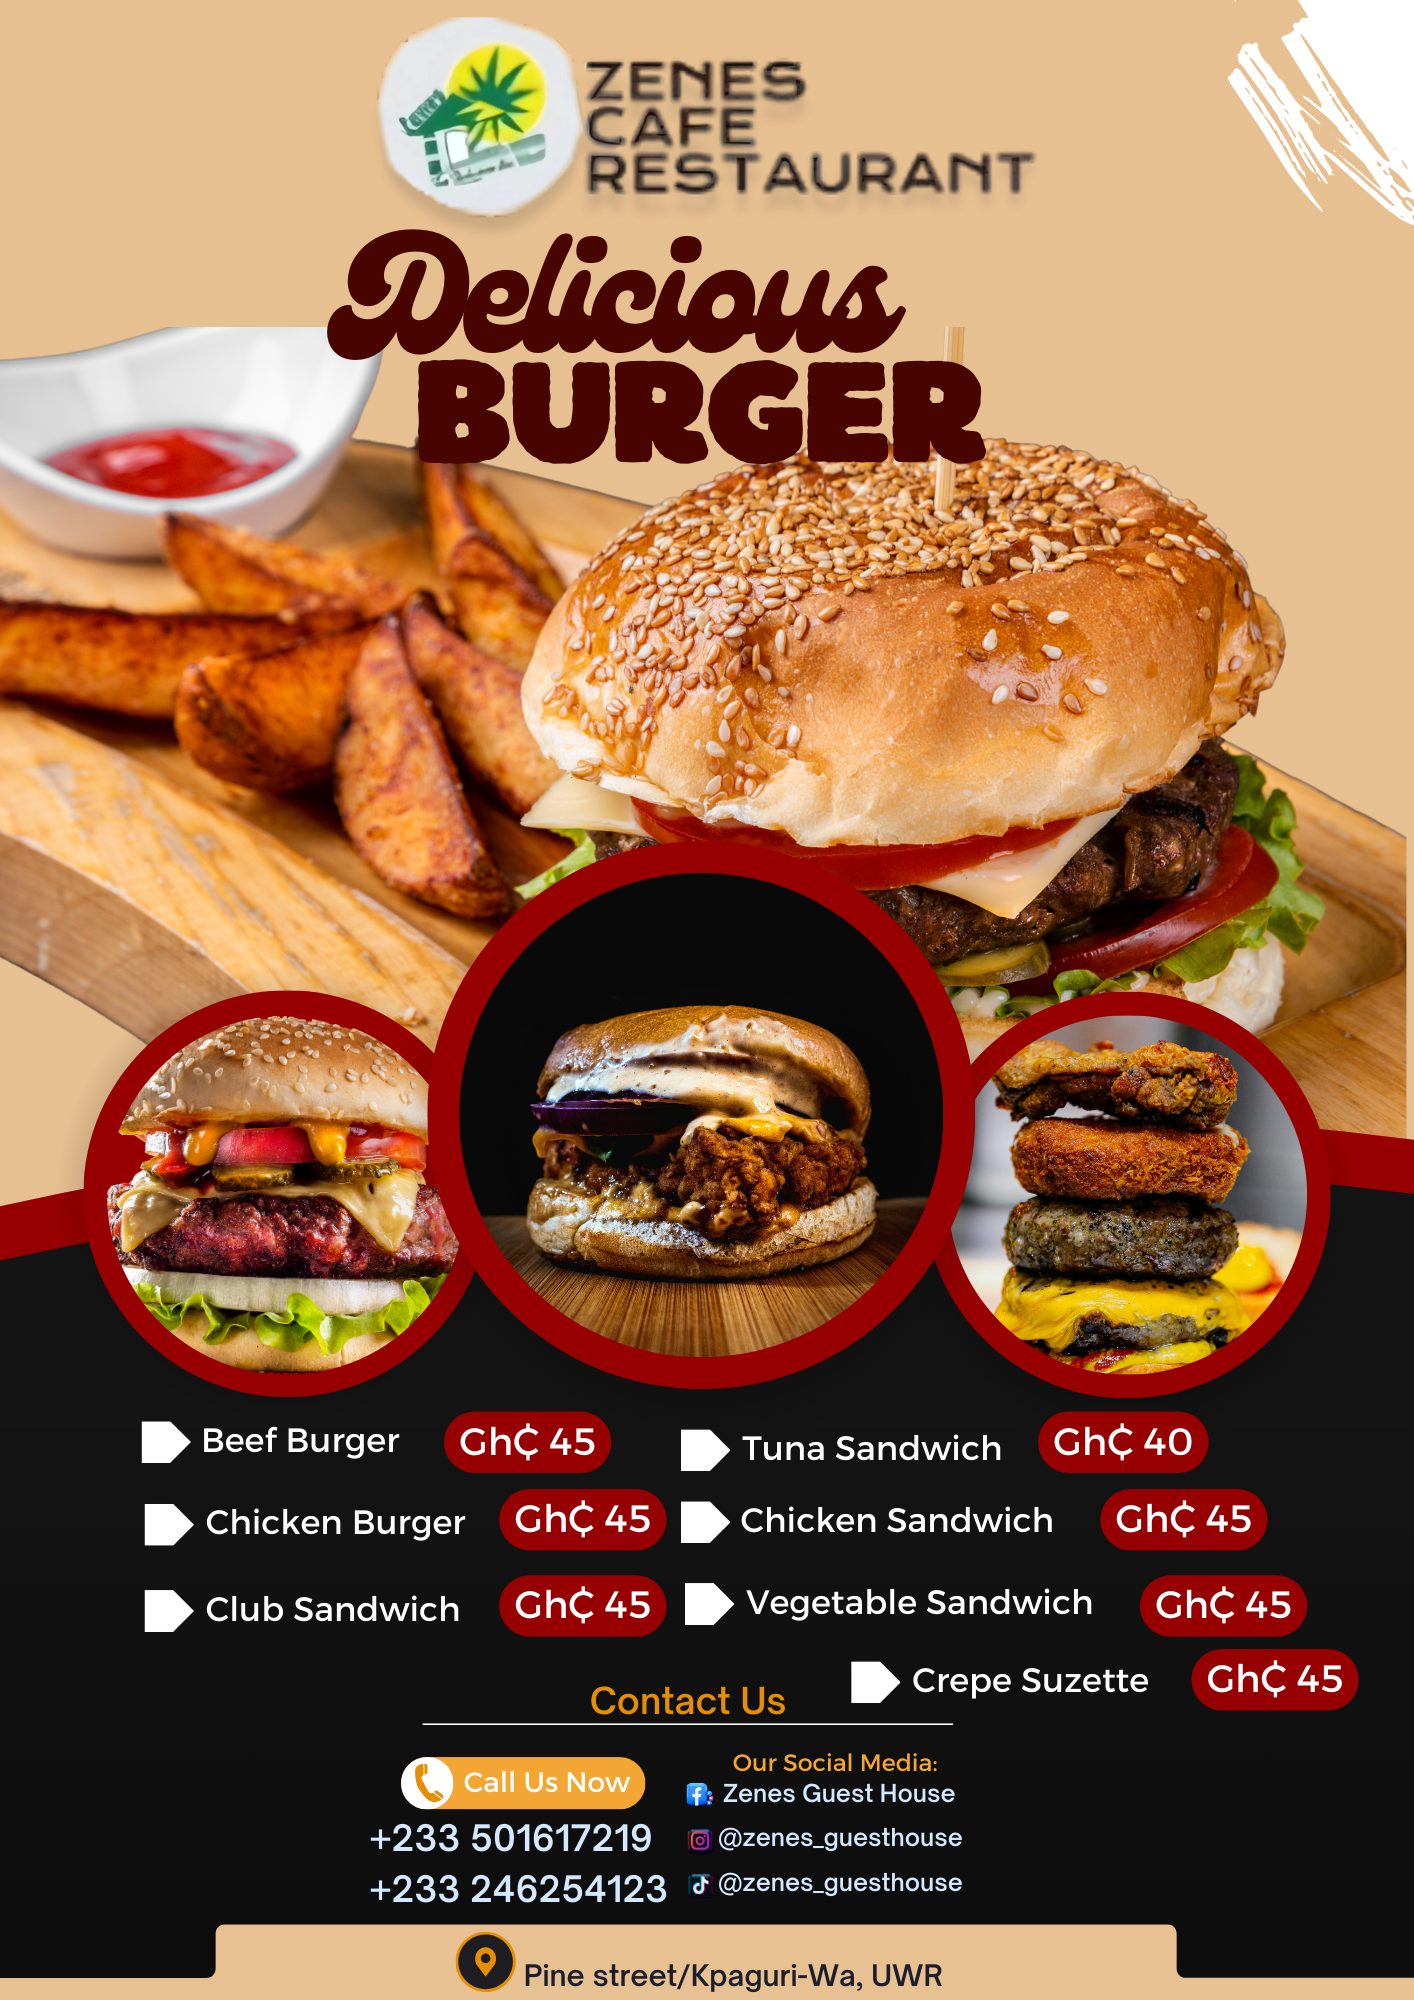 ZENES
CAFE
RESTAURANT
Delicious
BURGER
Beef Burger Gh₵ 45
Tuna Sandwich Gh₵ 40
Chicken Burger Gh₵ 45
Chicken Sandwich Gh₵ 45
Club Sandwich Gh₵ 45
Vegetable Sandwich Gh₵ 45
Crepe Suzette Gh₵ 45
Contact Us
Call Us Now
+233 501617219
+233 246254123
Our Social Media:
Zenes Guest House
@zenes_guesthouse
@zenes_guesthouse
Pine street/Kpaguri-Wa, UWR